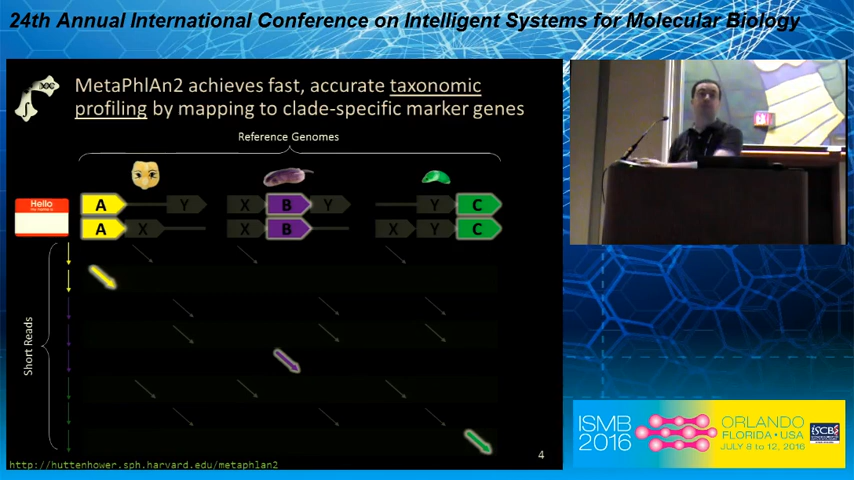 24th Annual International Conference on Intelligent Systems for Molecular Biology
MetaPhlAn2 achieves fast, accurate taxonomic
profiling by mapping to clade-specific marker genes
Reference Genomes
Hello
A Y X B Y Y C
A X X B X Y C
Short Reads
4
http://huttenhower.sph.harvard.edu/metaphlan2
ISMB
2016
ORLANDO
FLORIDA • USA
JULY 8 to 12, 2016
ISCB